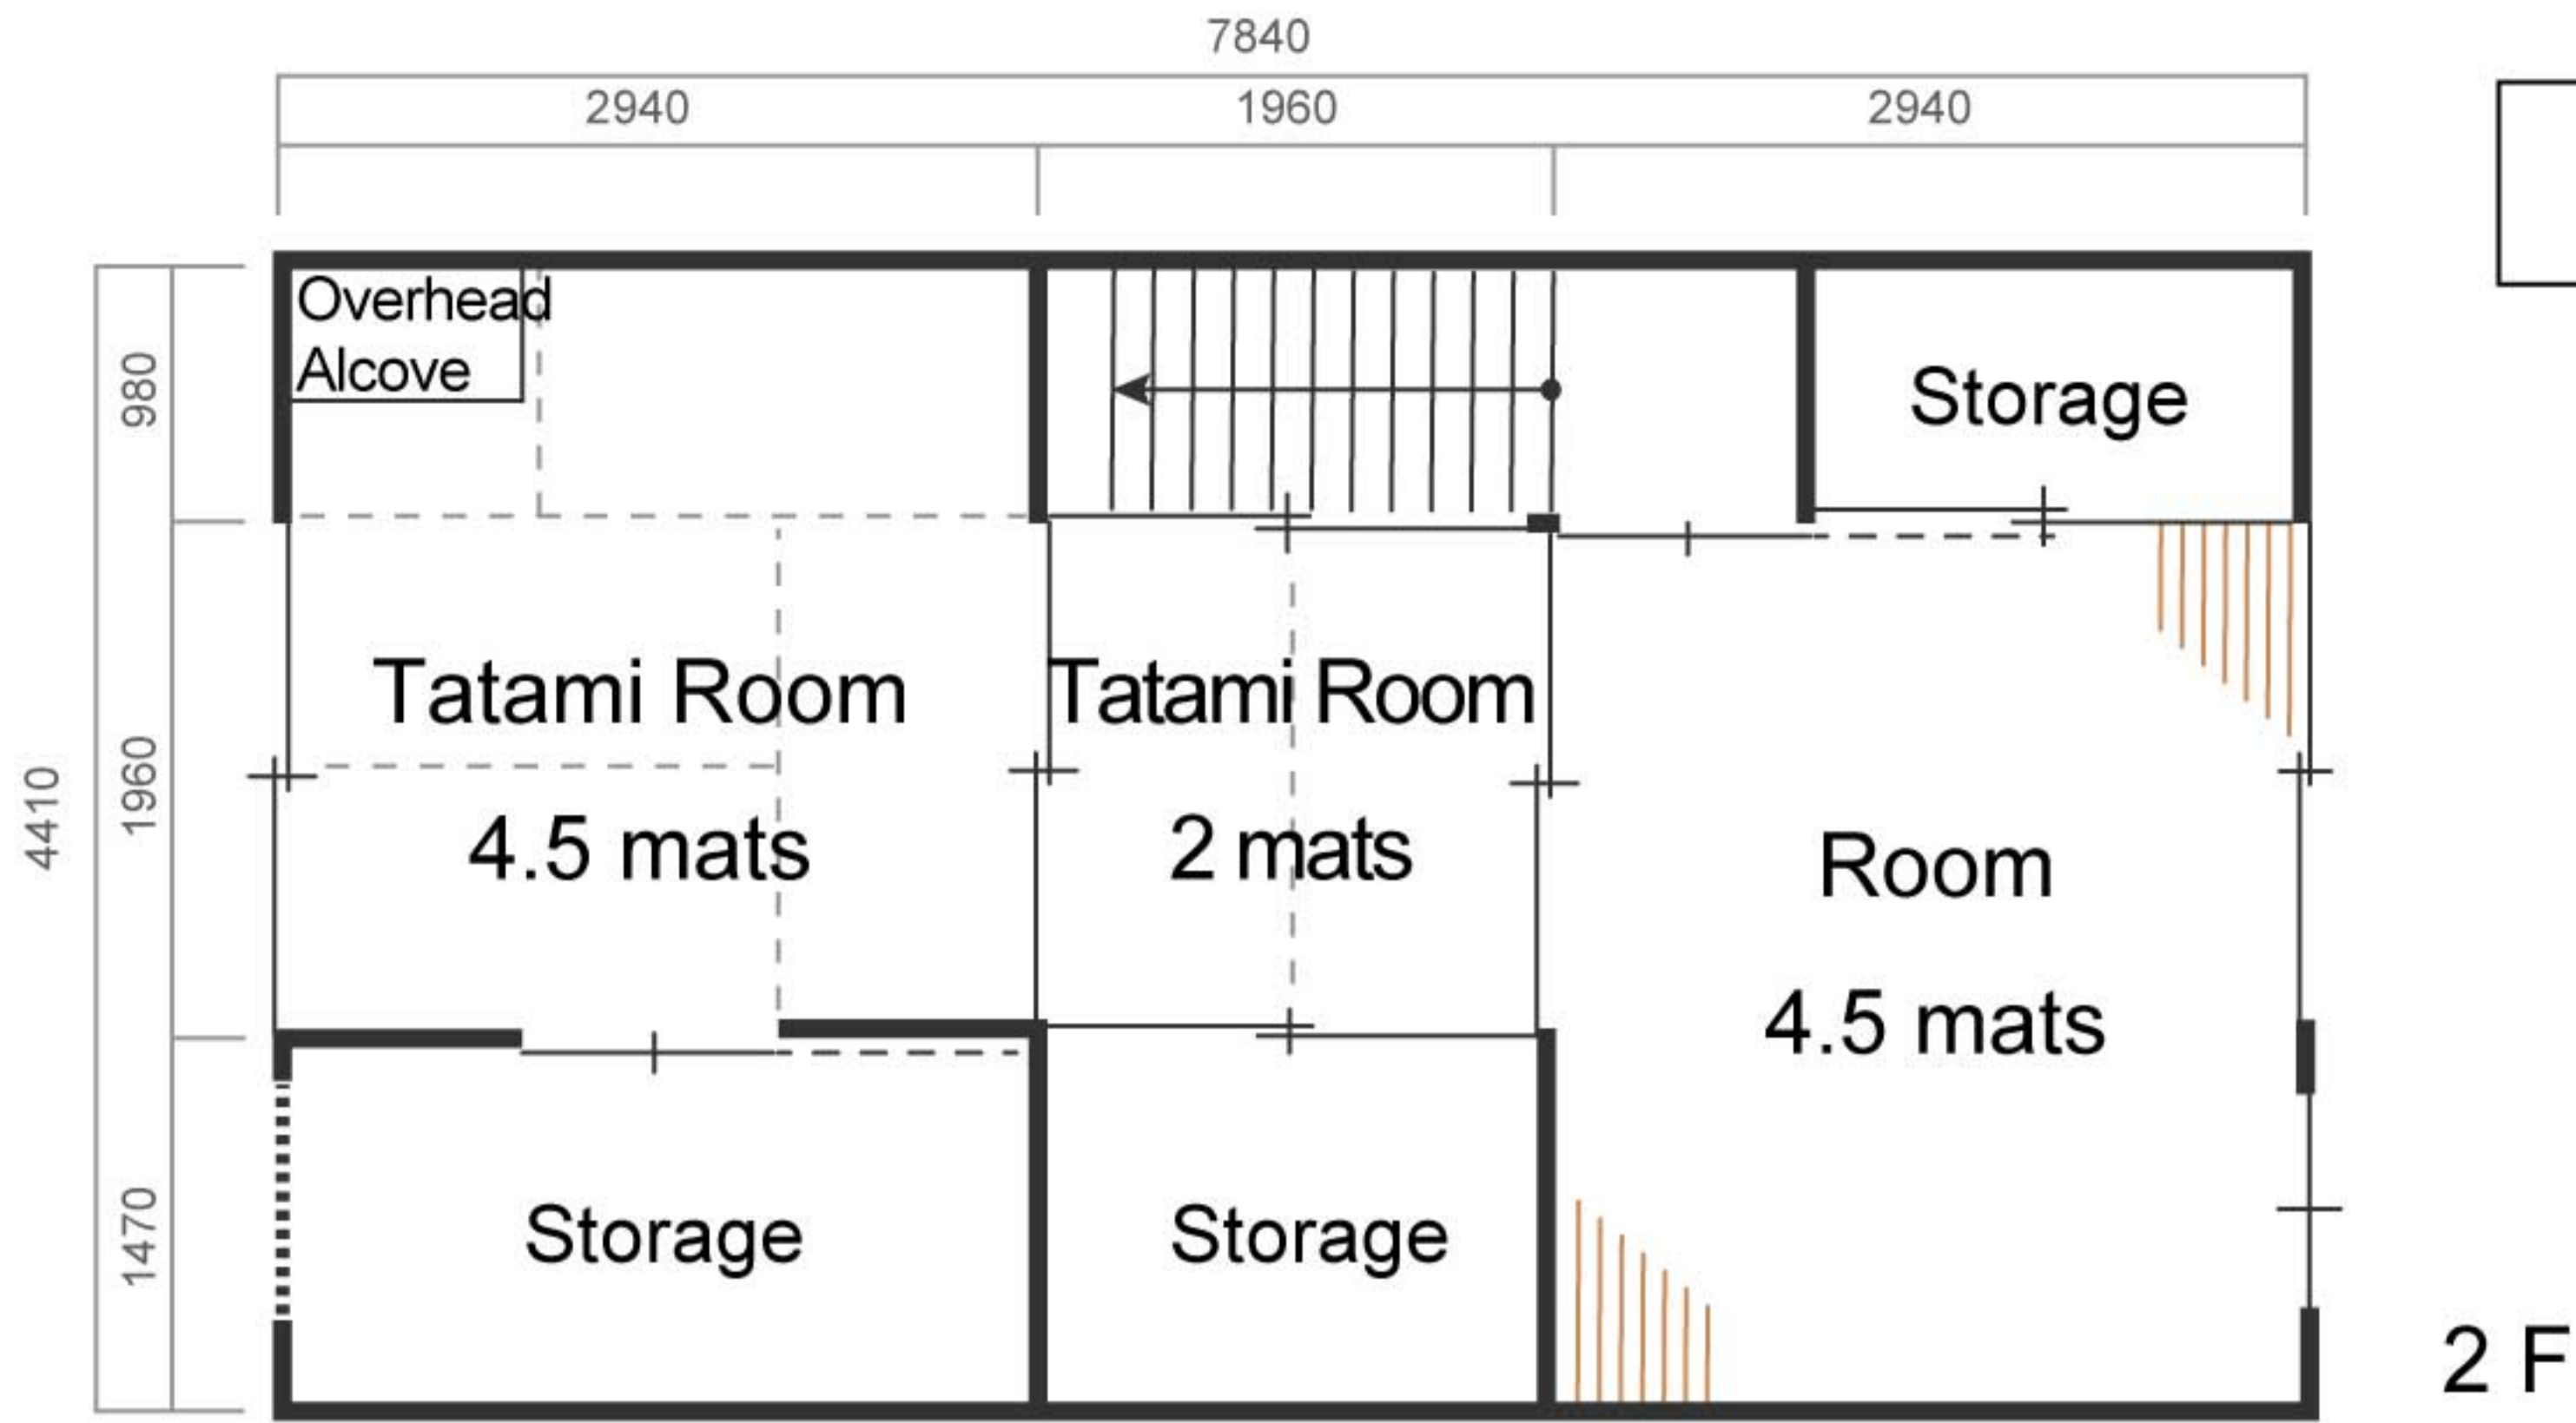 7840
2940
1960
2940
4410
980
1960
1470
Overhead
Alcove
Storage
Tatami Room
4.5 mats
Tatami Room
2 mats
Room
4.5 mats
Storage
Storage
2 F